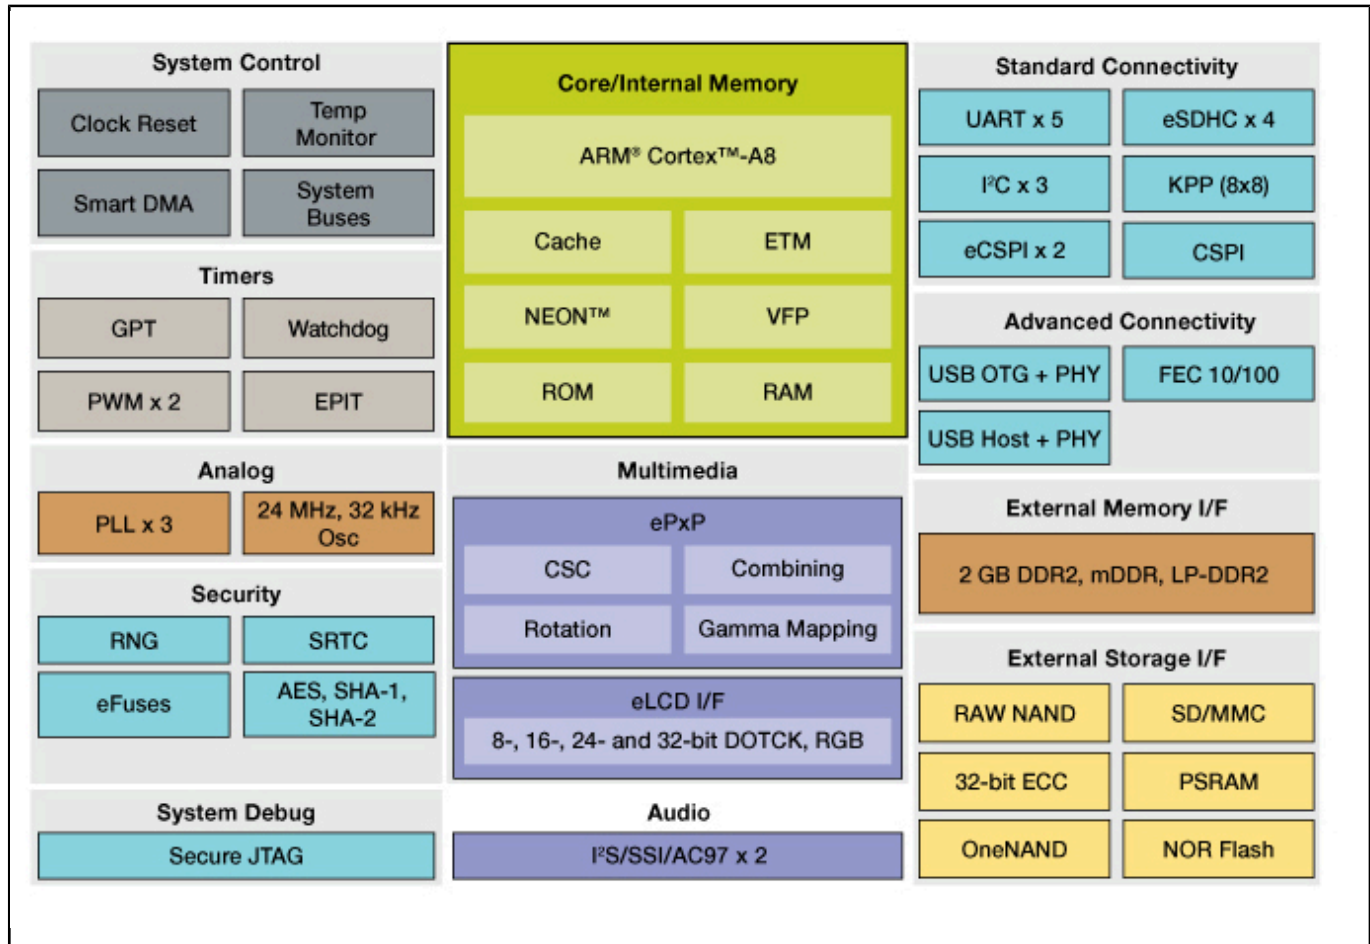 System Control
Clock Reset
Temp
Monitor
Smart DMA
System
Buses
Timers
GPT
Watchdog
PWM x 2
EPIT
Analog
PLL x 3
24 MHz, 32 kHz
Osc
Security
RNG
SRTC
eFuses
AES, SHA-1,
SHA-2
System Debug
Secure JTAG
Core/Internal Memory
ARM® Cortex™-A8
Cache
ETM
NEON™
VFP
ROM
RAM
Multimedia
ePxP
CSC
Combining
Rotation
Gamma Mapping
eLCD I/F
8-, 16-, 24- and 32-bit DOTCK, RGB
Audio
I²S/SSI/AC97 x 2
Standard Connectivity
UART x 5
eSDHC x 4
I²C x 3
KPP (8x8)
eCSPI x 2
CSPI
Advanced Connectivity
USB OTG + PHY
FEC 10/100
USB Host + PHY
External Memory I/F
2 GB DDR2, mDDR, LP-DDR2
External Storage I/F
RAW NAND
SD/MMC
32-bit ECC
PSRAM
OneNAND
NOR Flash